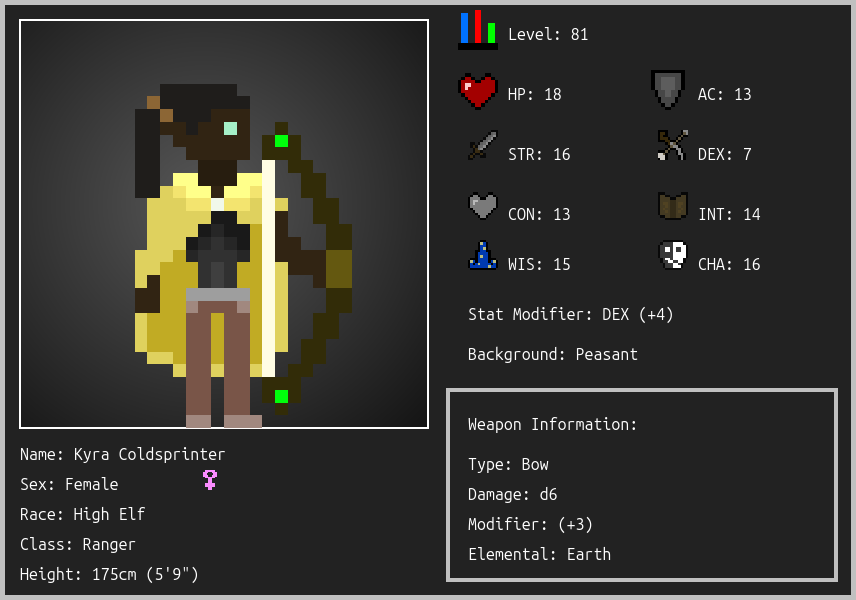 Level: 81
HP: 18
AC: 13
STR: 16
DEX: 7
CON: 13
INT: 14
WIS: 15
CHA: 16
Stat Modifier: DEX (+4)
Background: Peasant
Weapon Information:
Type: Bow
Damage: d6
Modifier: (+3)
Elemental: Earth
Name: Kyra Coldsprinter
Sex: Female
Race: High Elf
Class: Ranger
Height: 175cm (5'9")